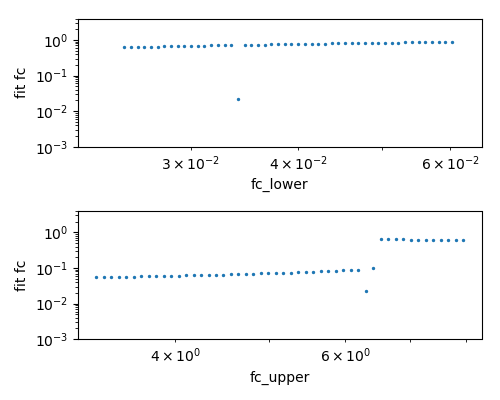 10⁰
10⁻¹
10⁻²
10⁻³
fit fc
3 × 10⁻² 4 × 10⁻² 6 × 10⁻²
fc_lower
10⁰
10⁻¹
10⁻²
10⁻³
fit fc
4 × 10⁰ 6 × 10⁰
fc_upper